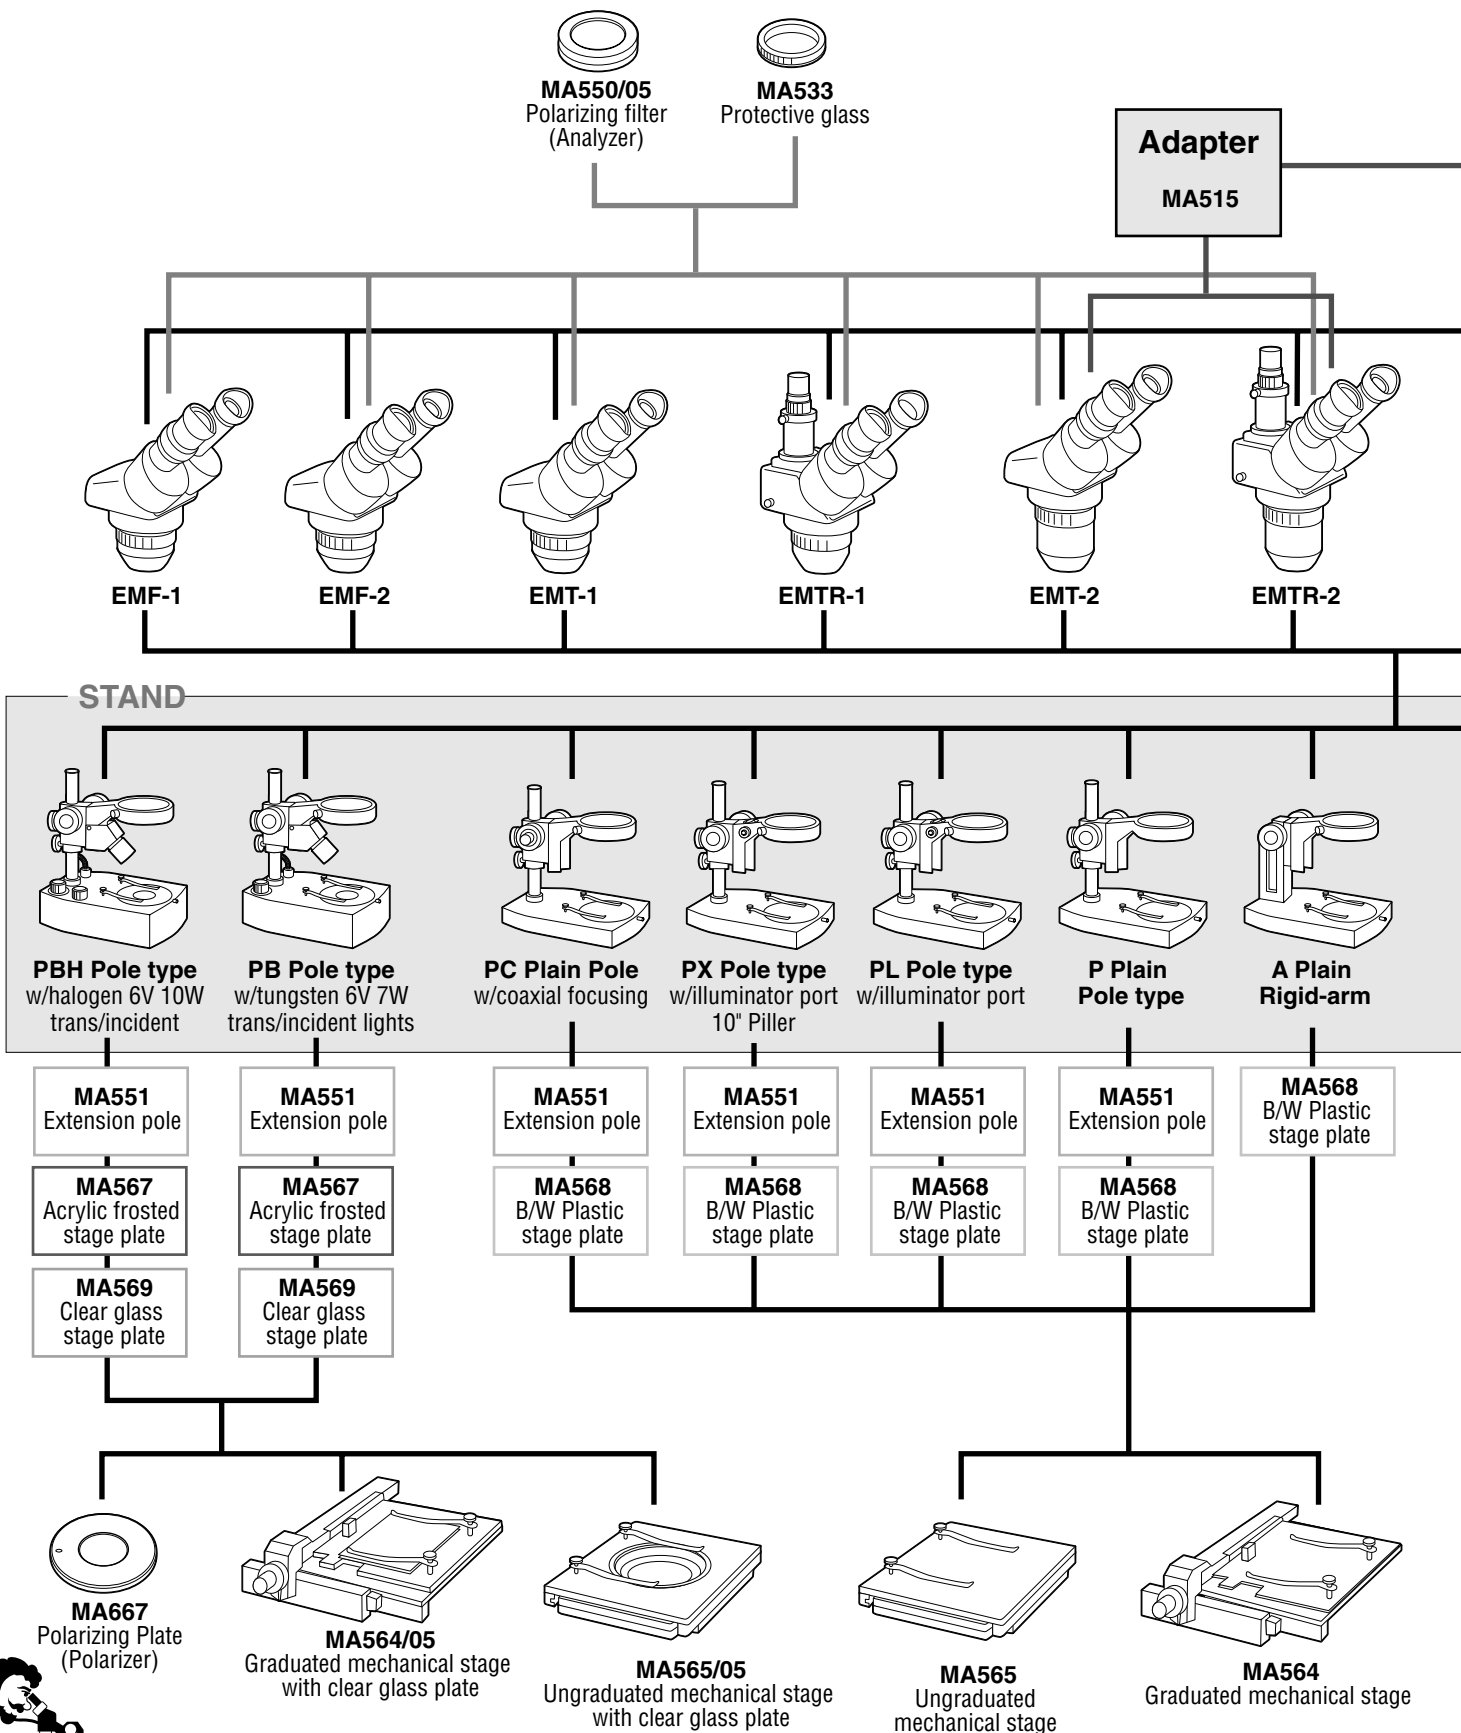 MA550/05
Polarizing filter
(Analyzer)
MA533
Protective glass
Adapter
MA515
EMF-1
EMF-2
EMT-1
EMTR-1
EMT-2
EMTR-2
STAND
PBH Pole type
w/halogen 6V 10W
trans/incident
PB Pole type
w/tungsten 6V 7W
trans/incident lights
PC Plain Pole
w/coaxial focusing
PX Pole type
w/illuminator port
10" Piller
PL Pole type
w/illuminator port
P Plain
Pole type
A Plain
Rigid-arm
MA551
Extension pole
MA551
Extension pole
MA551
Extension pole
MA551
Extension pole
MA551
Extension pole
MA551
Extension pole
MA568
B/W Plastic
stage plate
MA567
Acrylic frosted
stage plate
MA567
Acrylic frosted
stage plate
MA568
B/W Plastic
stage plate
MA568
B/W Plastic
stage plate
MA568
B/W Plastic
stage plate
MA568
B/W Plastic
stage plate
MA569
Clear glass
stage plate
MA569
Clear glass
stage plate
MA667
Polarizing Plate
(Polarizer)
MA564/05
Graduated mechanical stage
with clear glass plate
MA565/05
Ungraduated mechanical stage
with clear glass plate
MA565
Ungraduated
mechanical stage
MA564
Graduated mechanical stage